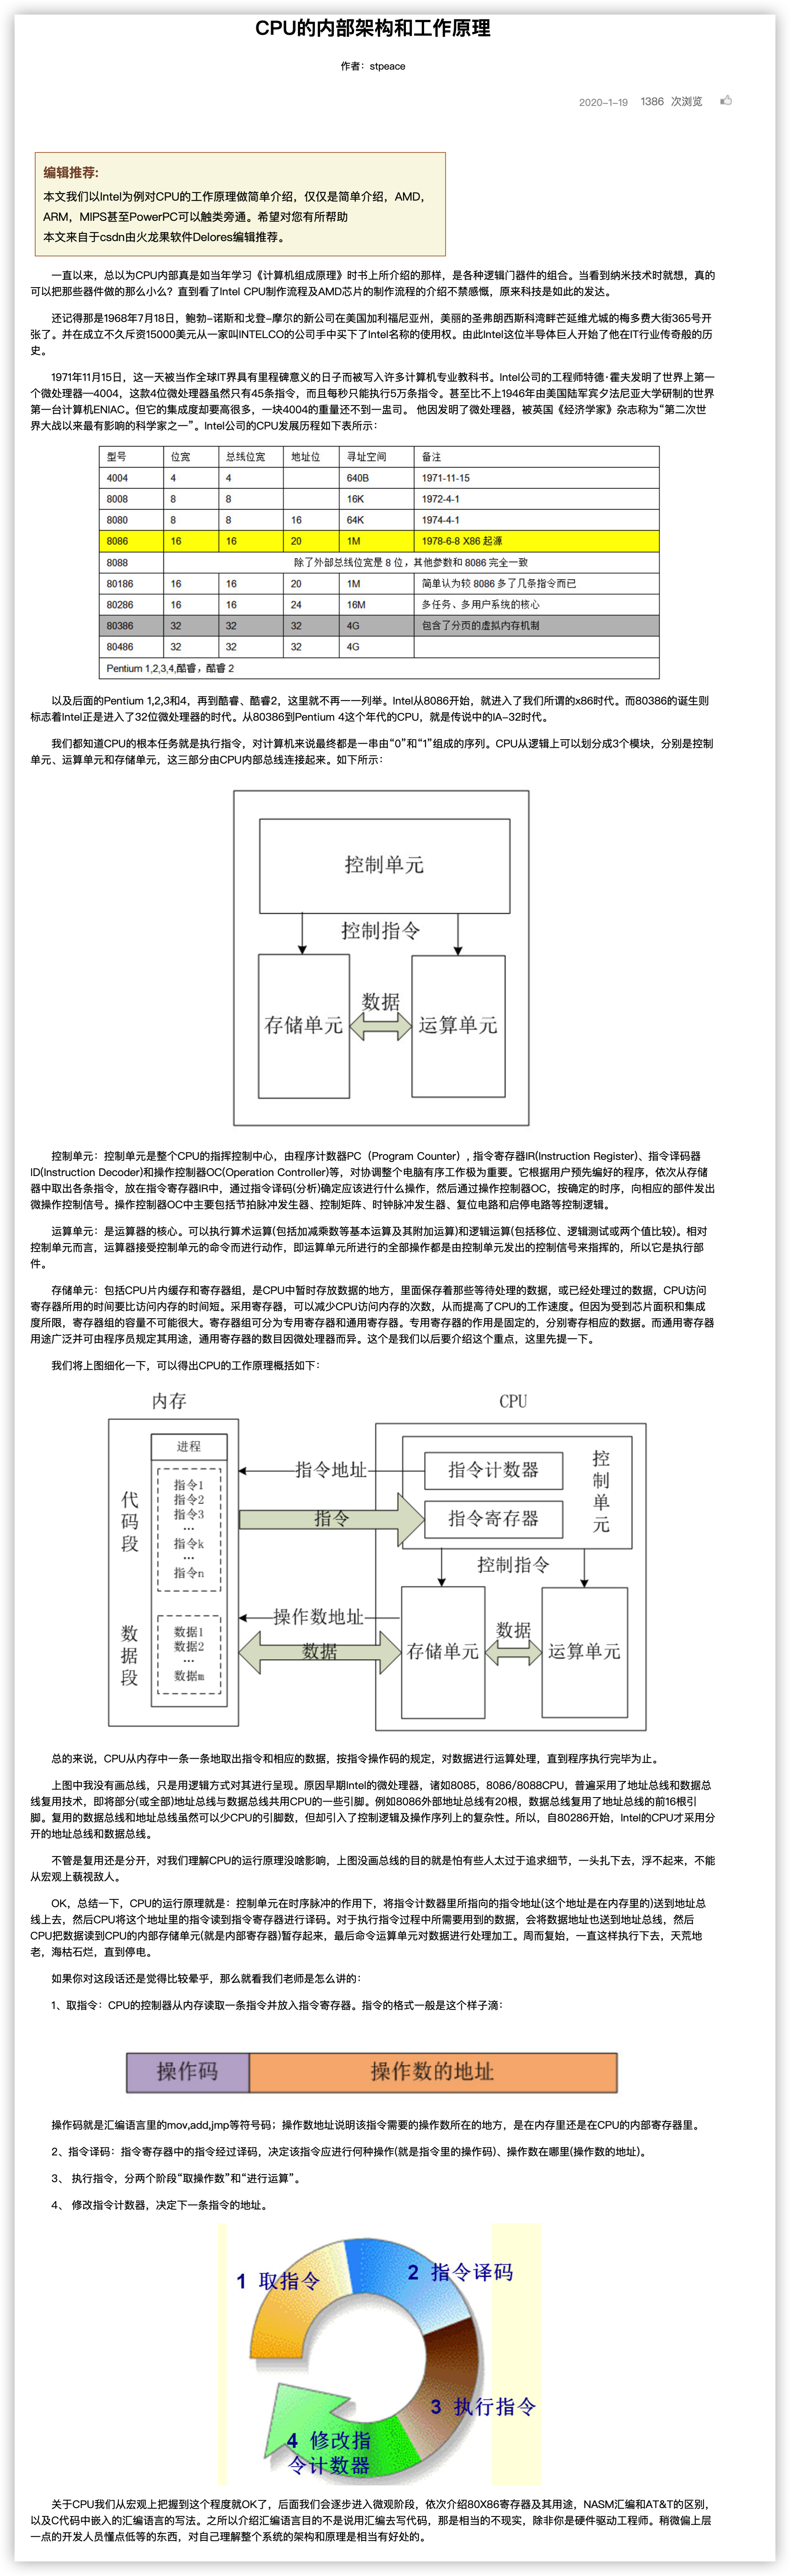 CPU的内部架构和工作原理
作者：stpeace
2020-1-19 1386 次浏览
编辑推荐:
本文我们以Intel为例对CPU的工作原理做简单介绍，仅仅是简单介绍，AMD，
ARM，MIPS甚至PowerPC可以触类旁通。希望对您有所帮助
本文来自于csdn由火龙果软件Delores编辑推荐。
一直以来，总以为CPU内部真是如当年学习《计算机组成原理》时书上所介绍的那样，是各种逻辑门器件的组合。当看到纳米技术时就想，真的
可以把那些器件做的那么小么？直到看了Intel CPU制作流程及AMD芯片的制作流程的介绍不禁感慨，原来科技是如此的发达。
还记得那是1968年7月18日，鲍勃-诺斯和戈登-摩尔的新公司在美国加利福尼亚州，美丽的圣弗朗西斯科湾畔芒延维尤城的梅多费大街365号开
张了。并在成立不久斥资15000美元从一家叫INTELCO的公司手中买下了Intel名称的使用权。由此Intel这位半导体巨人开始了他在IT行业传奇般的历
史。
1971年11月15日，这一天被当作全球IT界具有里程碑意义的日子而被写入许多计算机专业教科书。Intel公司的工程师特德·霍夫发明了世界上第一
个微处理器—4004，这款4位微处理器虽然只有45条指令，而且每秒只能执行5万条指令。甚至比不上1946年由美国陆军宾夕法尼亚大学研制的世界
第一台计算机ENIAC。但它的集成度却要高很多，一块4004的重量还不到一盅司。 他因发明了微处理器，被英国《经济学家》杂志称为“第二次世
界大战以来最有影响的科学家之一”。Intel公司的CPU发展历程如下表所示：
型号 位宽 总线位宽 地址位 寻址空间 备注
4004 4 4 640B 1971-11-15
8008 8 8 16K 1972-4-1
8080 8 8 16 64K 1974-4-1
8086 16 16 20 1M 1978-6-8 X86 起源
8088 除了外部总线位宽是 8 位，其他参数和 8086 完全一致
80186 16 16 20 1M 简单认为较 8086 多了几条指令而已
80286 16 16 24 16M 多任务、多用户系统的核心
80386 32 32 32 4G 包含了分页的虚拟内存机制
80486 32 32 32 4G
Pentium 1,2,3,4,酷睿，酷睿 2
以及后面的Pentium 1,2,3和4，再到酷睿、酷睿2，这里就不再一一列举。Intel从8086开始，就进入了我们所谓的x86时代。而80386的诞生则
标志着Intel正是进入了32位微处理器的时代。从80386到Pentium 4这个年代的CPU，就是传说中的IA-32时代。
我们都知道CPU的根本任务就是执行指令，对计算机来说最终都是一串由“0”和“1”组成的序列。CPU从逻辑上可以划分成3个模块，分别是控制
单元、运算单元和存储单元，这三部分由CPU内部总线连接起来。如下所示：
控制单元
控制指令
数据
存储单元 运算单元
控制单元：控制单元是整个CPU的指挥控制中心，由程序计数器PC（Program Counter）, 指令寄存器IR(Instruction Register)、指令译码器
ID(Instruction Decoder)和操作控制器OC(Operation Controller)等，对协调整个电脑有序工作极为重要。它根据用户预先编好的程序，依次从存储
器中取出各条指令，放在指令寄存器IR中，通过指令译码(分析)确定应该进行什么操作，然后通过操作控制器OC，按确定的时序，向相应的部件发出
微操作控制信号。操作控制器OC中主要包括节拍脉冲发生器、控制矩阵、时钟脉冲发生器、复位电路和启停电路等控制逻辑。
运算单元：是运算器的核心。可以执行算术运算(包括加减乘数等基本运算及其附加运算)和逻辑运算(包括移位、逻辑测试或两个值比较)。相对
控制单元而言，运算器接受控制单元的命令而进行动作，即运算单元所进行的全部操作都是由控制单元发出的控制信号来指挥的，所以它是执行部
件。
存储单元：包括CPU片内缓存和寄存器组，是CPU中暂时存放数据的地方，里面保存着那些等待处理的数据，或已经处理过的数据，CPU访问
寄存器所用的时间要比访问内存的时间短。采用寄存器，可以减少CPU访问内存的次数，从而提高了CPU的工作速度。但因为受到芯片面积和集成
度所限，寄存器组的容量不可能很大。寄存器组可分为专用寄存器和通用寄存器。专用寄存器的作用是固定的，分别寄存相应的数据。而通用寄存器
用途广泛并可由程序员规定其用途，通用寄存器的数目因微处理器而异。这个是我们以后要介绍这个重点，这里先提一下。
我们将上图细化一下，可以得出CPU的工作原理概括如下：
内存 CPU
进程
代码段
指令1
指令2
指令3
...
指令k
...
指令n
数据段
数据1
数据2
...
数据m
指令地址
指令
操作数地址
数据
指令计数器
指令寄存器
控制单元
控制指令
数据
存储单元 运算单元
总的来说，CPU从内存中一条一条地取出指令和相应的数据，按指令操作码的规定，对数据进行运算处理，直到程序执行完毕为止。
上图中我没有画总线，只是用逻辑方式对其进行呈现。原因早期Intel的微处理器，诸如8085，8086/8088CPU，普遍采用了地址总线和数据总
线复用技术，即将部分(或全部)地址总线与数据总线共用CPU的一些引脚。例如8086外部地址总线有20根，数据总线复用了地址总线的前16根引
脚。复用的数据总线和地址总线虽然可以少CPU的引脚数，但却引入了控制逻辑及操作序列上的复杂性。所以，自80286开始，Intel的CPU才采用分
开的地址总线和数据总线。
不管是复用还是分开，对我们理解CPU的运行原理没啥影响，上图没画总线的目的就是怕有些人太过于追求细节，一头扎下去，浮不起来，不能
从宏观上藐视敌人。
OK，总结一下，CPU的运行原理就是：控制单元在时序脉冲的作用下，将指令计数器里所指向的指令地址(这个地址是在内存里的)送到地址总
线上去，然后CPU将这个地址里的指令读到指令寄存器进行译码。对于执行指令过程中所需要用到的数据，会将数据地址也送到地址总线，然后
CPU把数据读到CPU的内部存储单元(就是内部寄存器)暂存起来，最后命令运算单元对数据进行处理加工。周而复始，一直这样执行下去，天荒地
老，海枯石烂，直到停电。
如果你对这段话还是觉得比较晕乎，那么就看我们老师是怎么讲的：
1、取指令：CPU的控制器从内存读取一条指令并放入指令寄存器。指令的格式一般是这个样子滴：
操作码 操作数的地址
操作码就是汇编语言里的mov,add,jmp等符号码；操作数地址说明该指令需要的操作数所在的地方，是在内存里还是在CPU的内部寄存器里。
2、指令译码：指令寄存器中的指令经过译码，决定该指令应进行何种操作(就是指令里的操作码)、操作数在哪里(操作数的地址)。
3、 执行指令，分两个阶段“取操作数”和“进行运算”。
4、 修改指令计数器，决定下一条指令的地址。
1 取指令
2 指令译码
3 执行指令
4 修改指
令计数器
关于CPU我们从宏观上把握到这个程度就OK了，后面我们会逐步进入微观阶段，依次介绍80X86寄存器及其用途，NASM汇编和AT&T的区别，
以及C代码中嵌入的汇编语言的写法。之所以介绍汇编语言目的不是说用汇编去写代码，那是相当的不现实，除非你是硬件驱动工程师。稍微偏上层
一点的开发人员懂点低等的东西，对自己理解整个系统的架构和原理是相当有好处的。